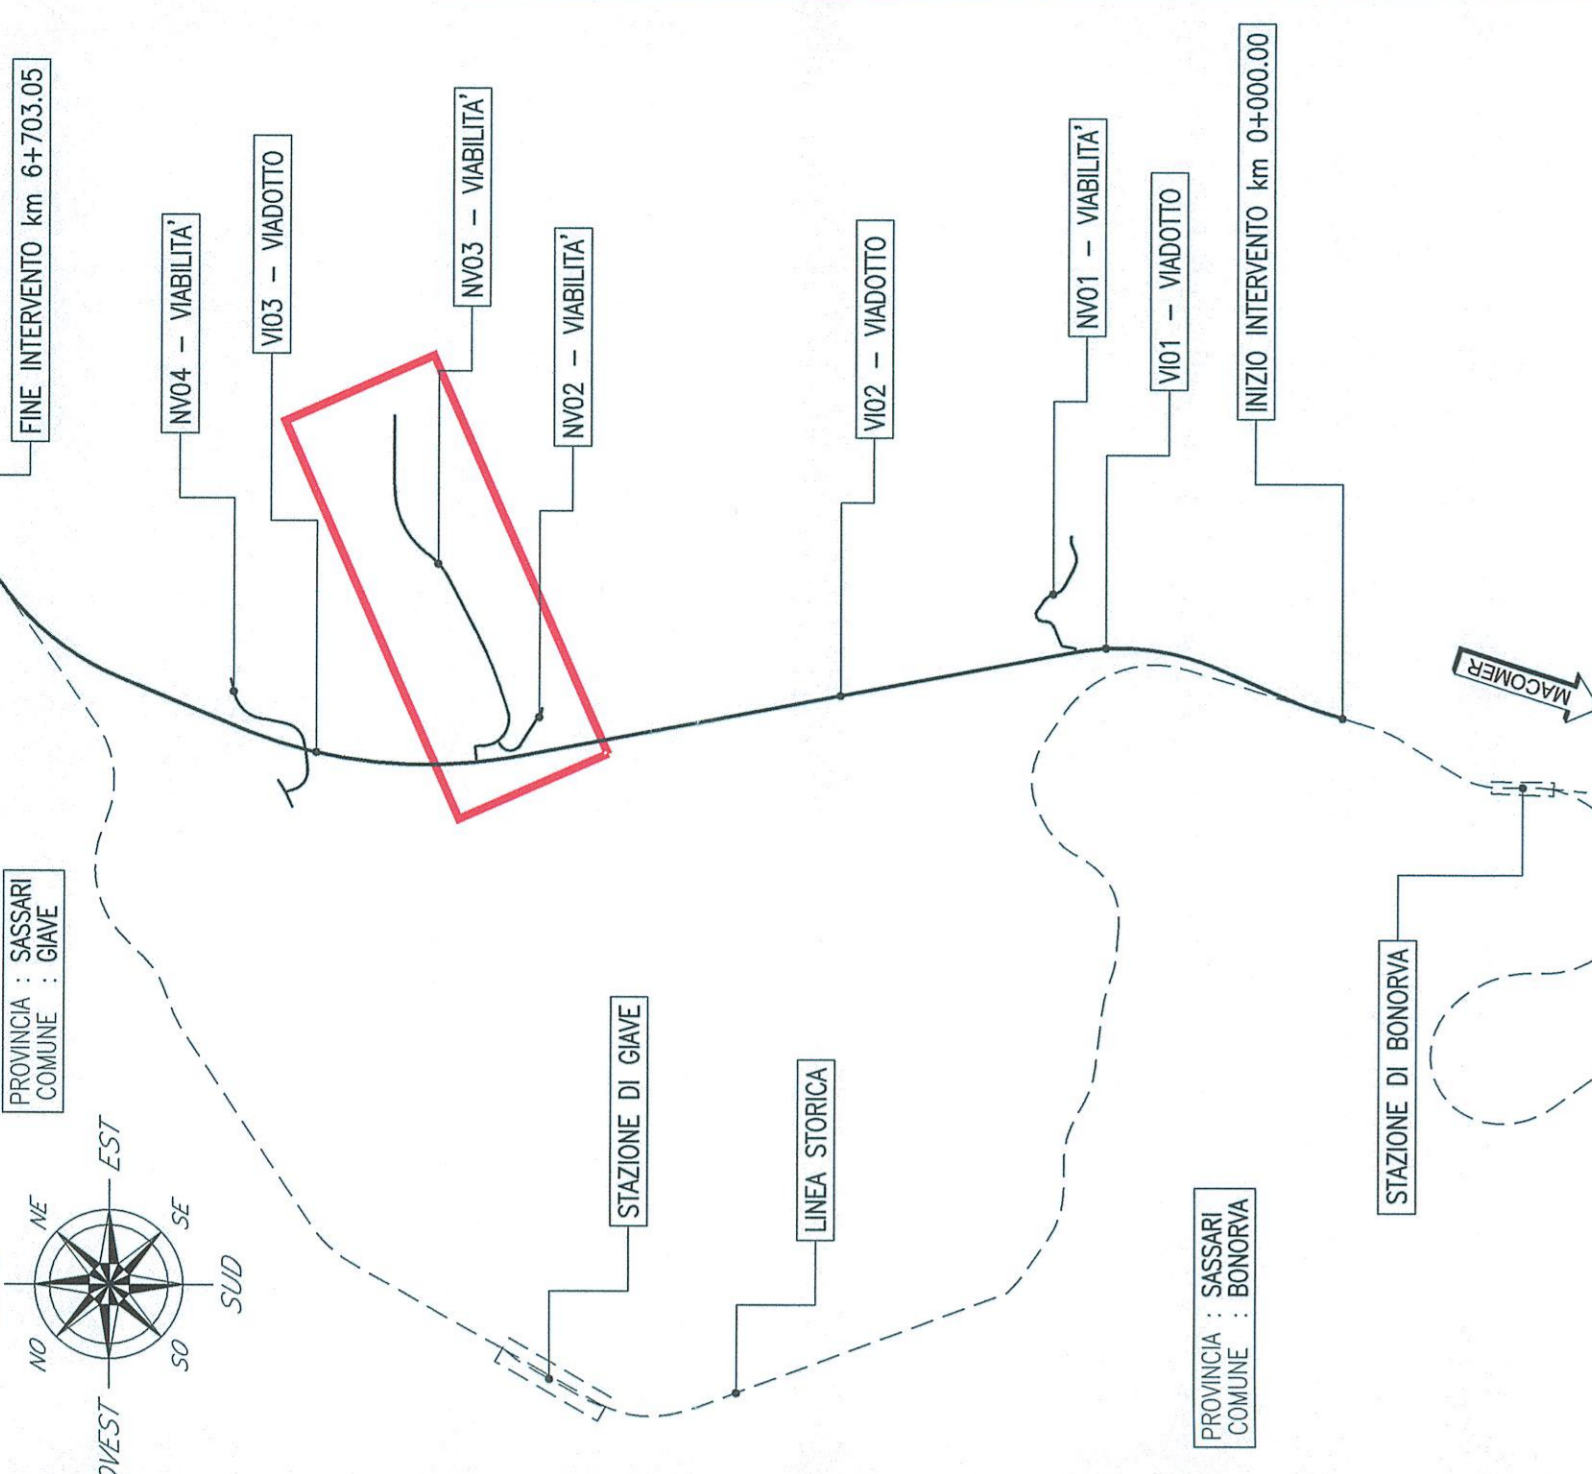 FINE INTERVENTO km 6+703.05
NV04 - VIABILITA'
VI03 - VIADOTTO
NV03 - VIABILITA'
NV02 - VIABILITA'
VI02 - VIADOTTO
NV01 - VIABILITA'
VI01 - VIADOTTO
INIZIO INTERVENTO km 0+000.00
MACOMER
PROVINCIA : SASSARI
COMUNE : GIAVE
STAZIONE DI GIAVE
LINEA STORICA
STAZIONE DI BONORVA
PROVINCIA : SASSARI
COMUNE : BONORVA
NE
EST
SE
SUD
SO
OVEST
NO